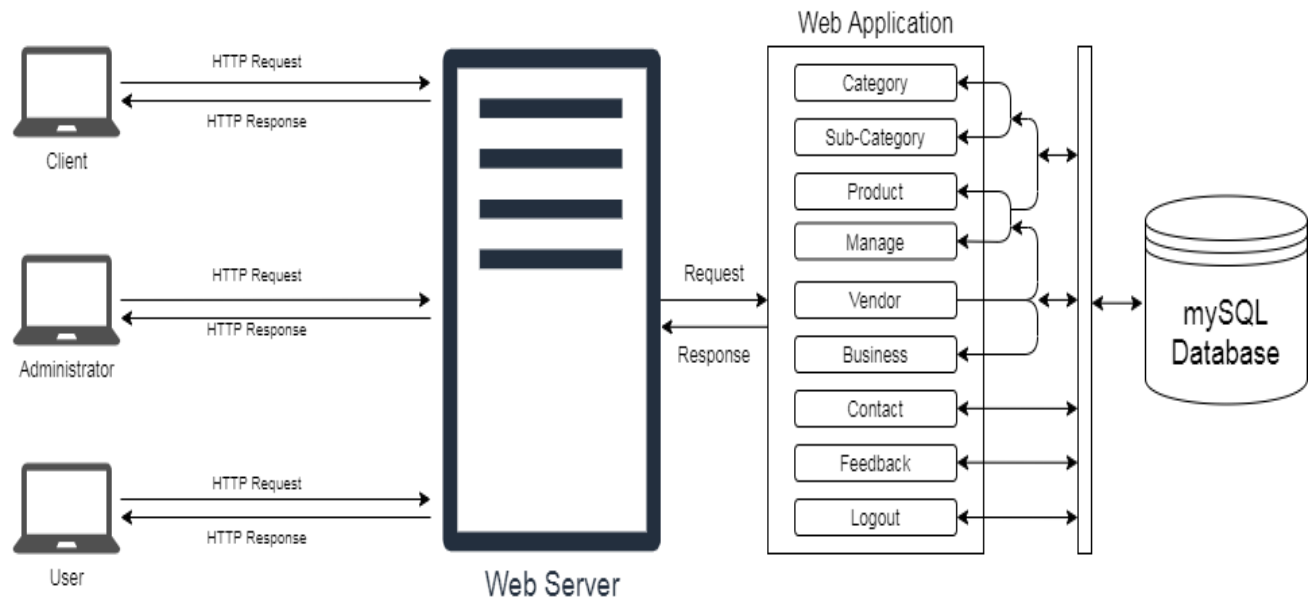 Web Application
HTTP Request
HTTP Response
Client
HTTP Request
HTTP Response
Administrator
HTTP Request
HTTP Response
User
Web Server
Request
Response
Category
Sub-Category
Product
Manage
Vendor
Business
Contact
Feedback
Logout
mySQL
Database